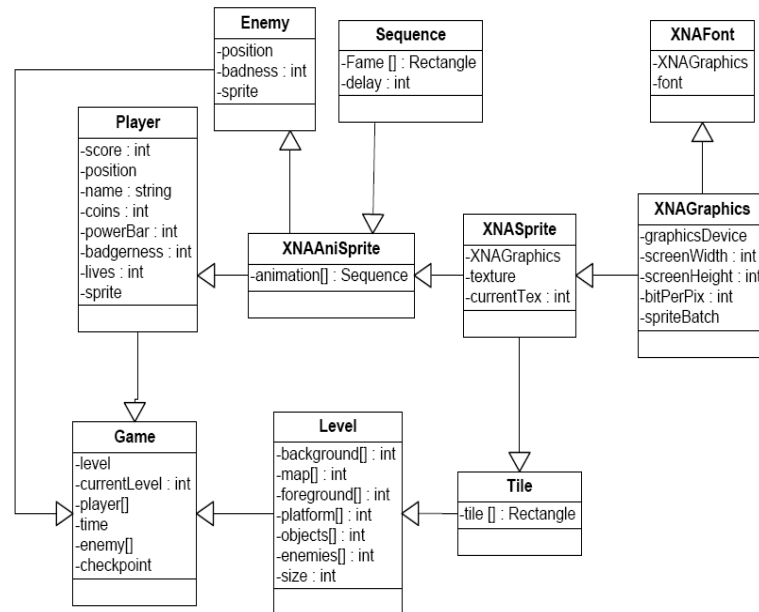 Enemy
-position
-badness : int
-sprite
Sequence
-Fame [] : Rectangle
-delay : int
XNAFont
-XNAGraphics
-font
Player
-score : int
-position
-name : string
-coins : int
-powerBar : int
-badgerness : int
-lives : int
-sprite
XNAAniSprite
-animation[] : Sequence
XNASprite
-XNAGraphics
-texture
-currentTex : int
XNAGraphics
-graphicsDevice
-screenWidth : int
-screenHeight : int
-bitPerPix : int
-spriteBatch
Game
-level
-currentLevel : int
-player[]
-time
-enemy[]
-checkpoint
Level
-background[] : int
-map[] : int
-foreground[] : int
-platform[] : int
-objects[] : int
-enemies[] : int
-size : int
Tile
-tile [] : Rectangle